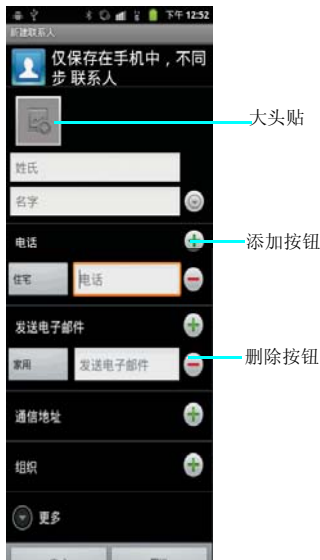 下午 12:52
新建联系人
仅保存在手机中，不同
步 联系人
大头贴
姓氏
名字
电话
添加按钮
住宅
电话
发送电子邮件
家用
发送电子邮件
删除按钮
通信地址
组织
更多